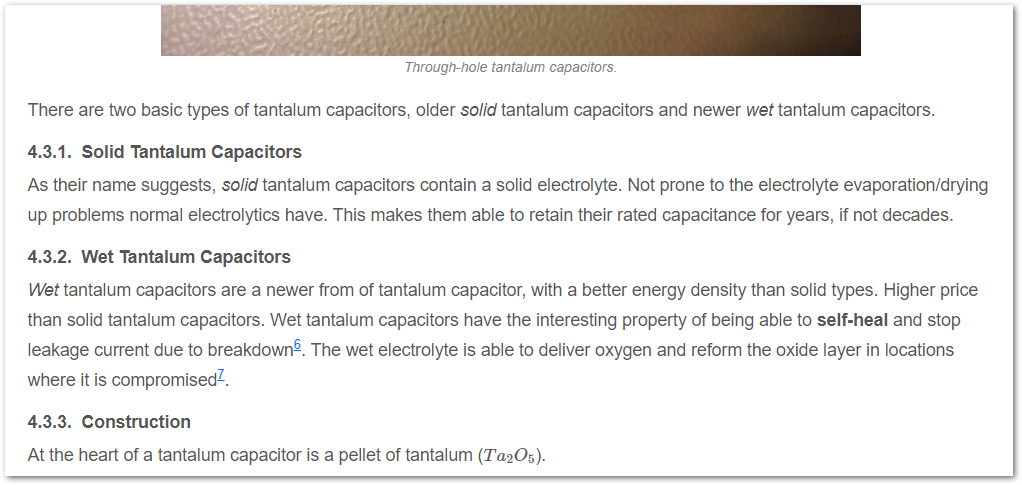 Through-hole tantalum capacitors.
There are two basic types of tantalum capacitors, older solid tantalum capacitors and newer wet tantalum capacitors.
4.3.1. Solid Tantalum Capacitors
As their name suggests, solid tantalum capacitors contain a solid electrolyte. Not prone to the electrolyte evaporation/drying
up problems normal electrolytics have. This makes them able to retain their rated capacitance for years, if not decades.
4.3.2. Wet Tantalum Capacitors
Wet tantalum capacitors are a newer from of tantalum capacitor, with a better energy density than solid types. Higher price
than solid tantalum capacitors. Wet tantalum capacitors have the interesting property of being able to self-heal and stop
leakage current due to breakdown⁶. The wet electrolyte is able to deliver oxygen and reform the oxide layer in locations
where it is compromised⁷.
4.3.3. Construction
At the heart of a tantalum capacitor is a pellet of tantalum (Ta₂O₅).